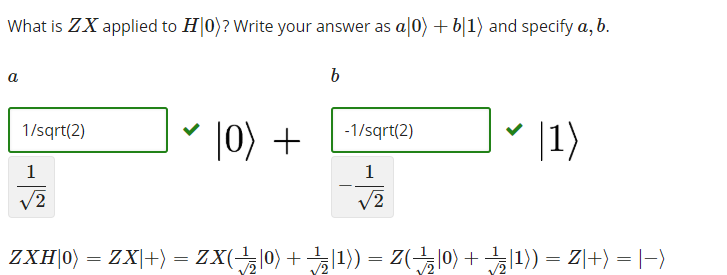 What is ZX applied to H|0⟩? Write your answer as a|0⟩ + b|1⟩ and specify a, b.
a b
1/sqrt(2) ✔ |0⟩ + -1/sqrt(2) ✔ |1⟩
1/√2 -1/√2
ZXH|0⟩ = ZX|+⟩ = ZX(1/√2|0⟩ + 1/√2|1⟩) = Z(1/√2|0⟩ + 1/√2|1⟩) = Z|+⟩ = |−⟩